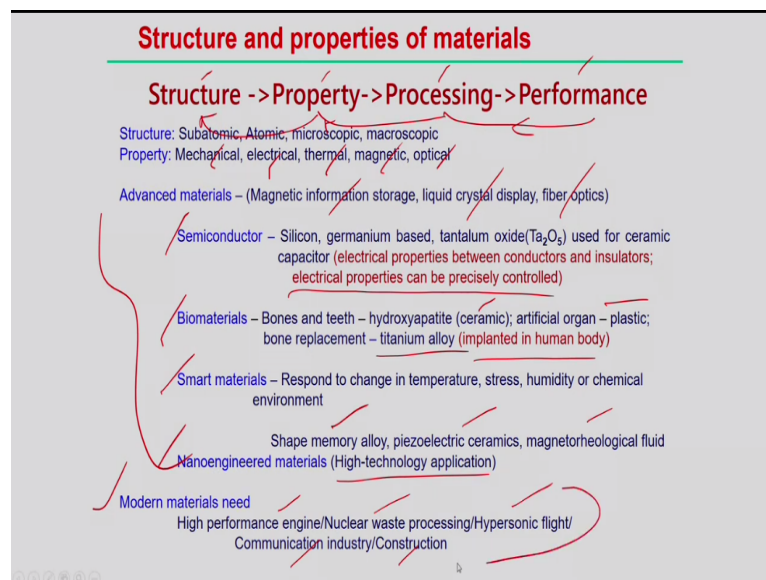 Structure and properties of materials
Structure ->Property->Processing->Performance
Structure: Subatomic, Atomic, microscopic, macroscopic
Property: Mechanical, electrical, thermal, magnetic, optical
Advanced materials – (Magnetic information storage, liquid crystal display, fiber optics)
Semiconductor – Silicon, germanium based, tantalum oxide(Ta₂O₅) used for ceramic
capacitor (electrical properties between conductors and insulators;
electrical properties can be precisely controlled)
Biomaterials – Bones and teeth – hydroxyapatite (ceramic); artificial organ – plastic;
bone replacement – titanium alloy (implanted in human body)
Smart materials – Respond to change in temperature, stress, humidity or chemical
environment
Shape memory alloy, piezoelectric ceramics, magnetorheological fluid
Nanoengineered materials (High-technology application)
Modern materials need
High performance engine/Nuclear waste processing/Hypersonic flight/
Communication industry/Construction